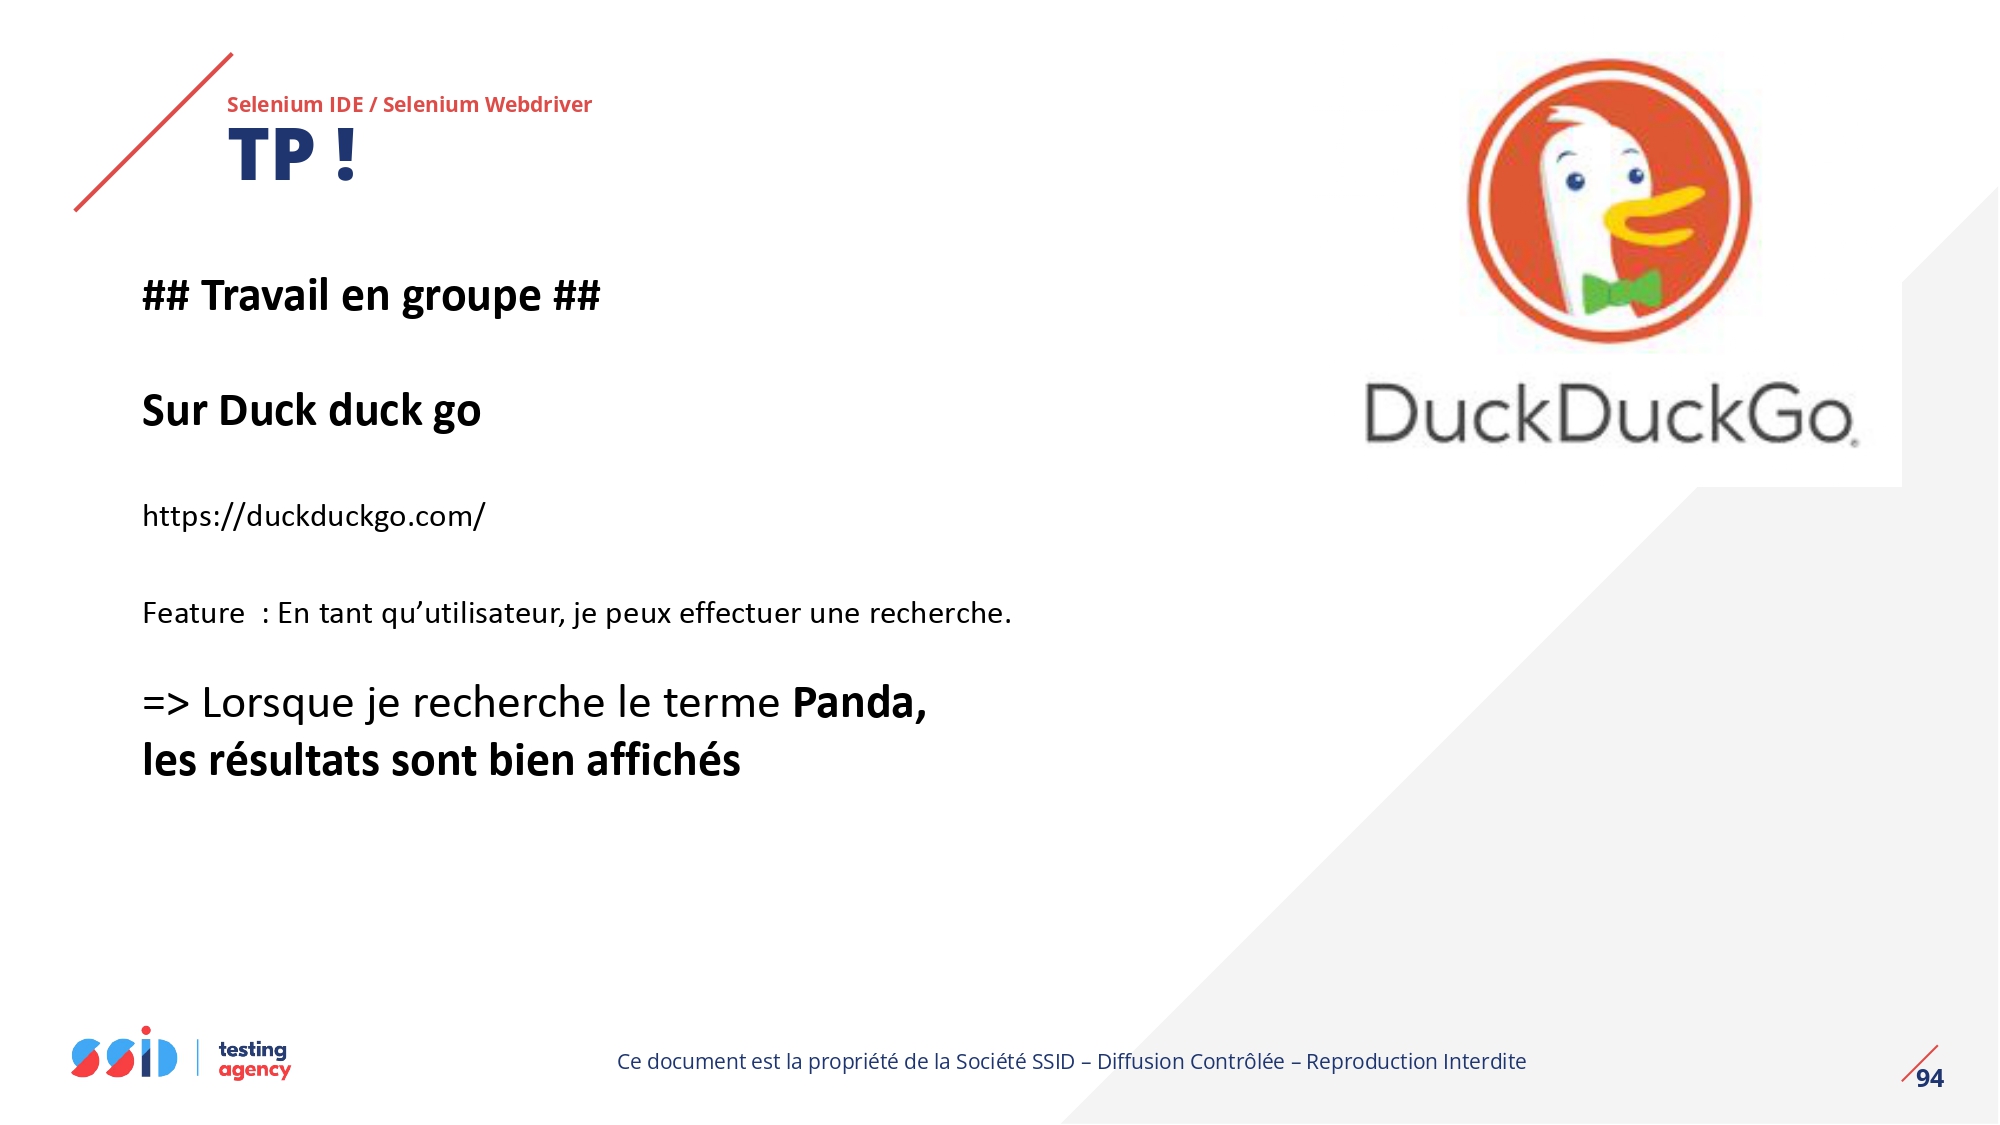 Selenium IDE / Selenium Webdriver
TP !
DuckDuckGo®
## Travail en groupe ##
Sur Duck duck go
https://duckduckgo.com/
Feature  : En tant qu’utilisateur, je peux effectuer une recherche.
=> Lorsque je recherche le terme Panda,
les résultats sont bien affichés
ssiD
testing
agency
Ce document est la propriété de la Société SSID – Diffusion Contrôlée – Reproduction Interdite
94